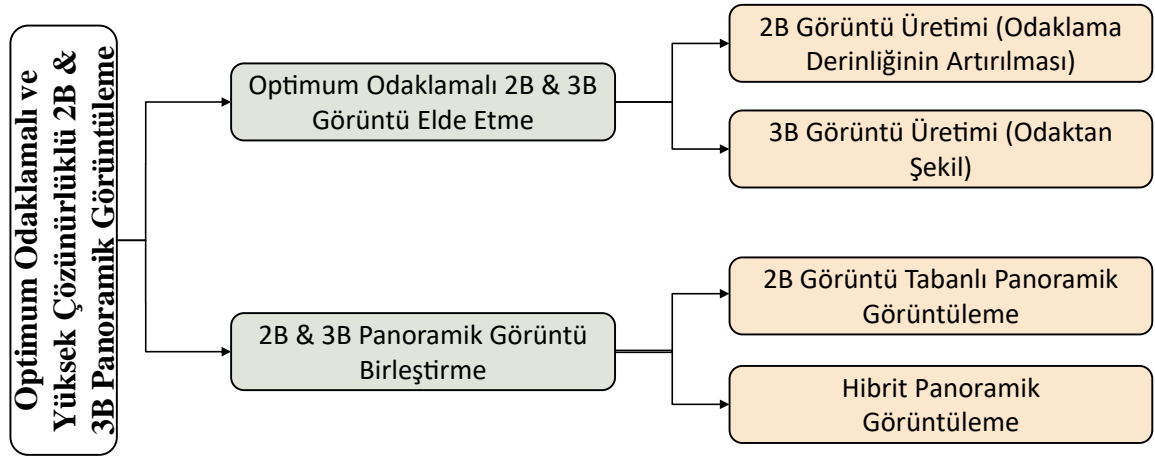 Optimum Odaklamalı ve
Yüksek Çözünürlüklü 2B &
3B Panoramik Görüntüleme
Optimum Odaklamalı 2B & 3B
Görüntü Elde Etme
2B Görüntü Üretimi (Odaklama
Derinliğinin Artırılması)
3B Görüntü Üretimi (Odaktan
Şekil)
2B & 3B Panoramik Görüntü
Birleştirme
2B Görüntü Tabanlı Panoramik
Görüntüleme
Hibrit Panoramik
Görüntüleme